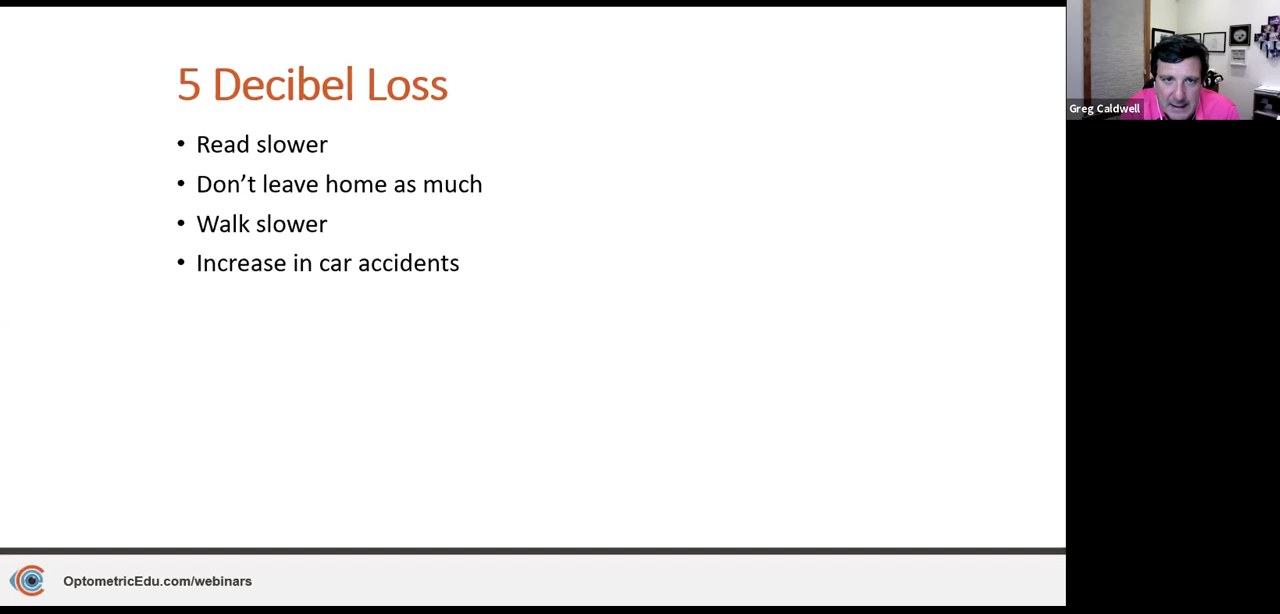 5 Decibel Loss
• Read slower
• Don’t leave home as much
• Walk slower
• Increase in car accidents
OptometricEdu.com/webinars
Greg Caldwell